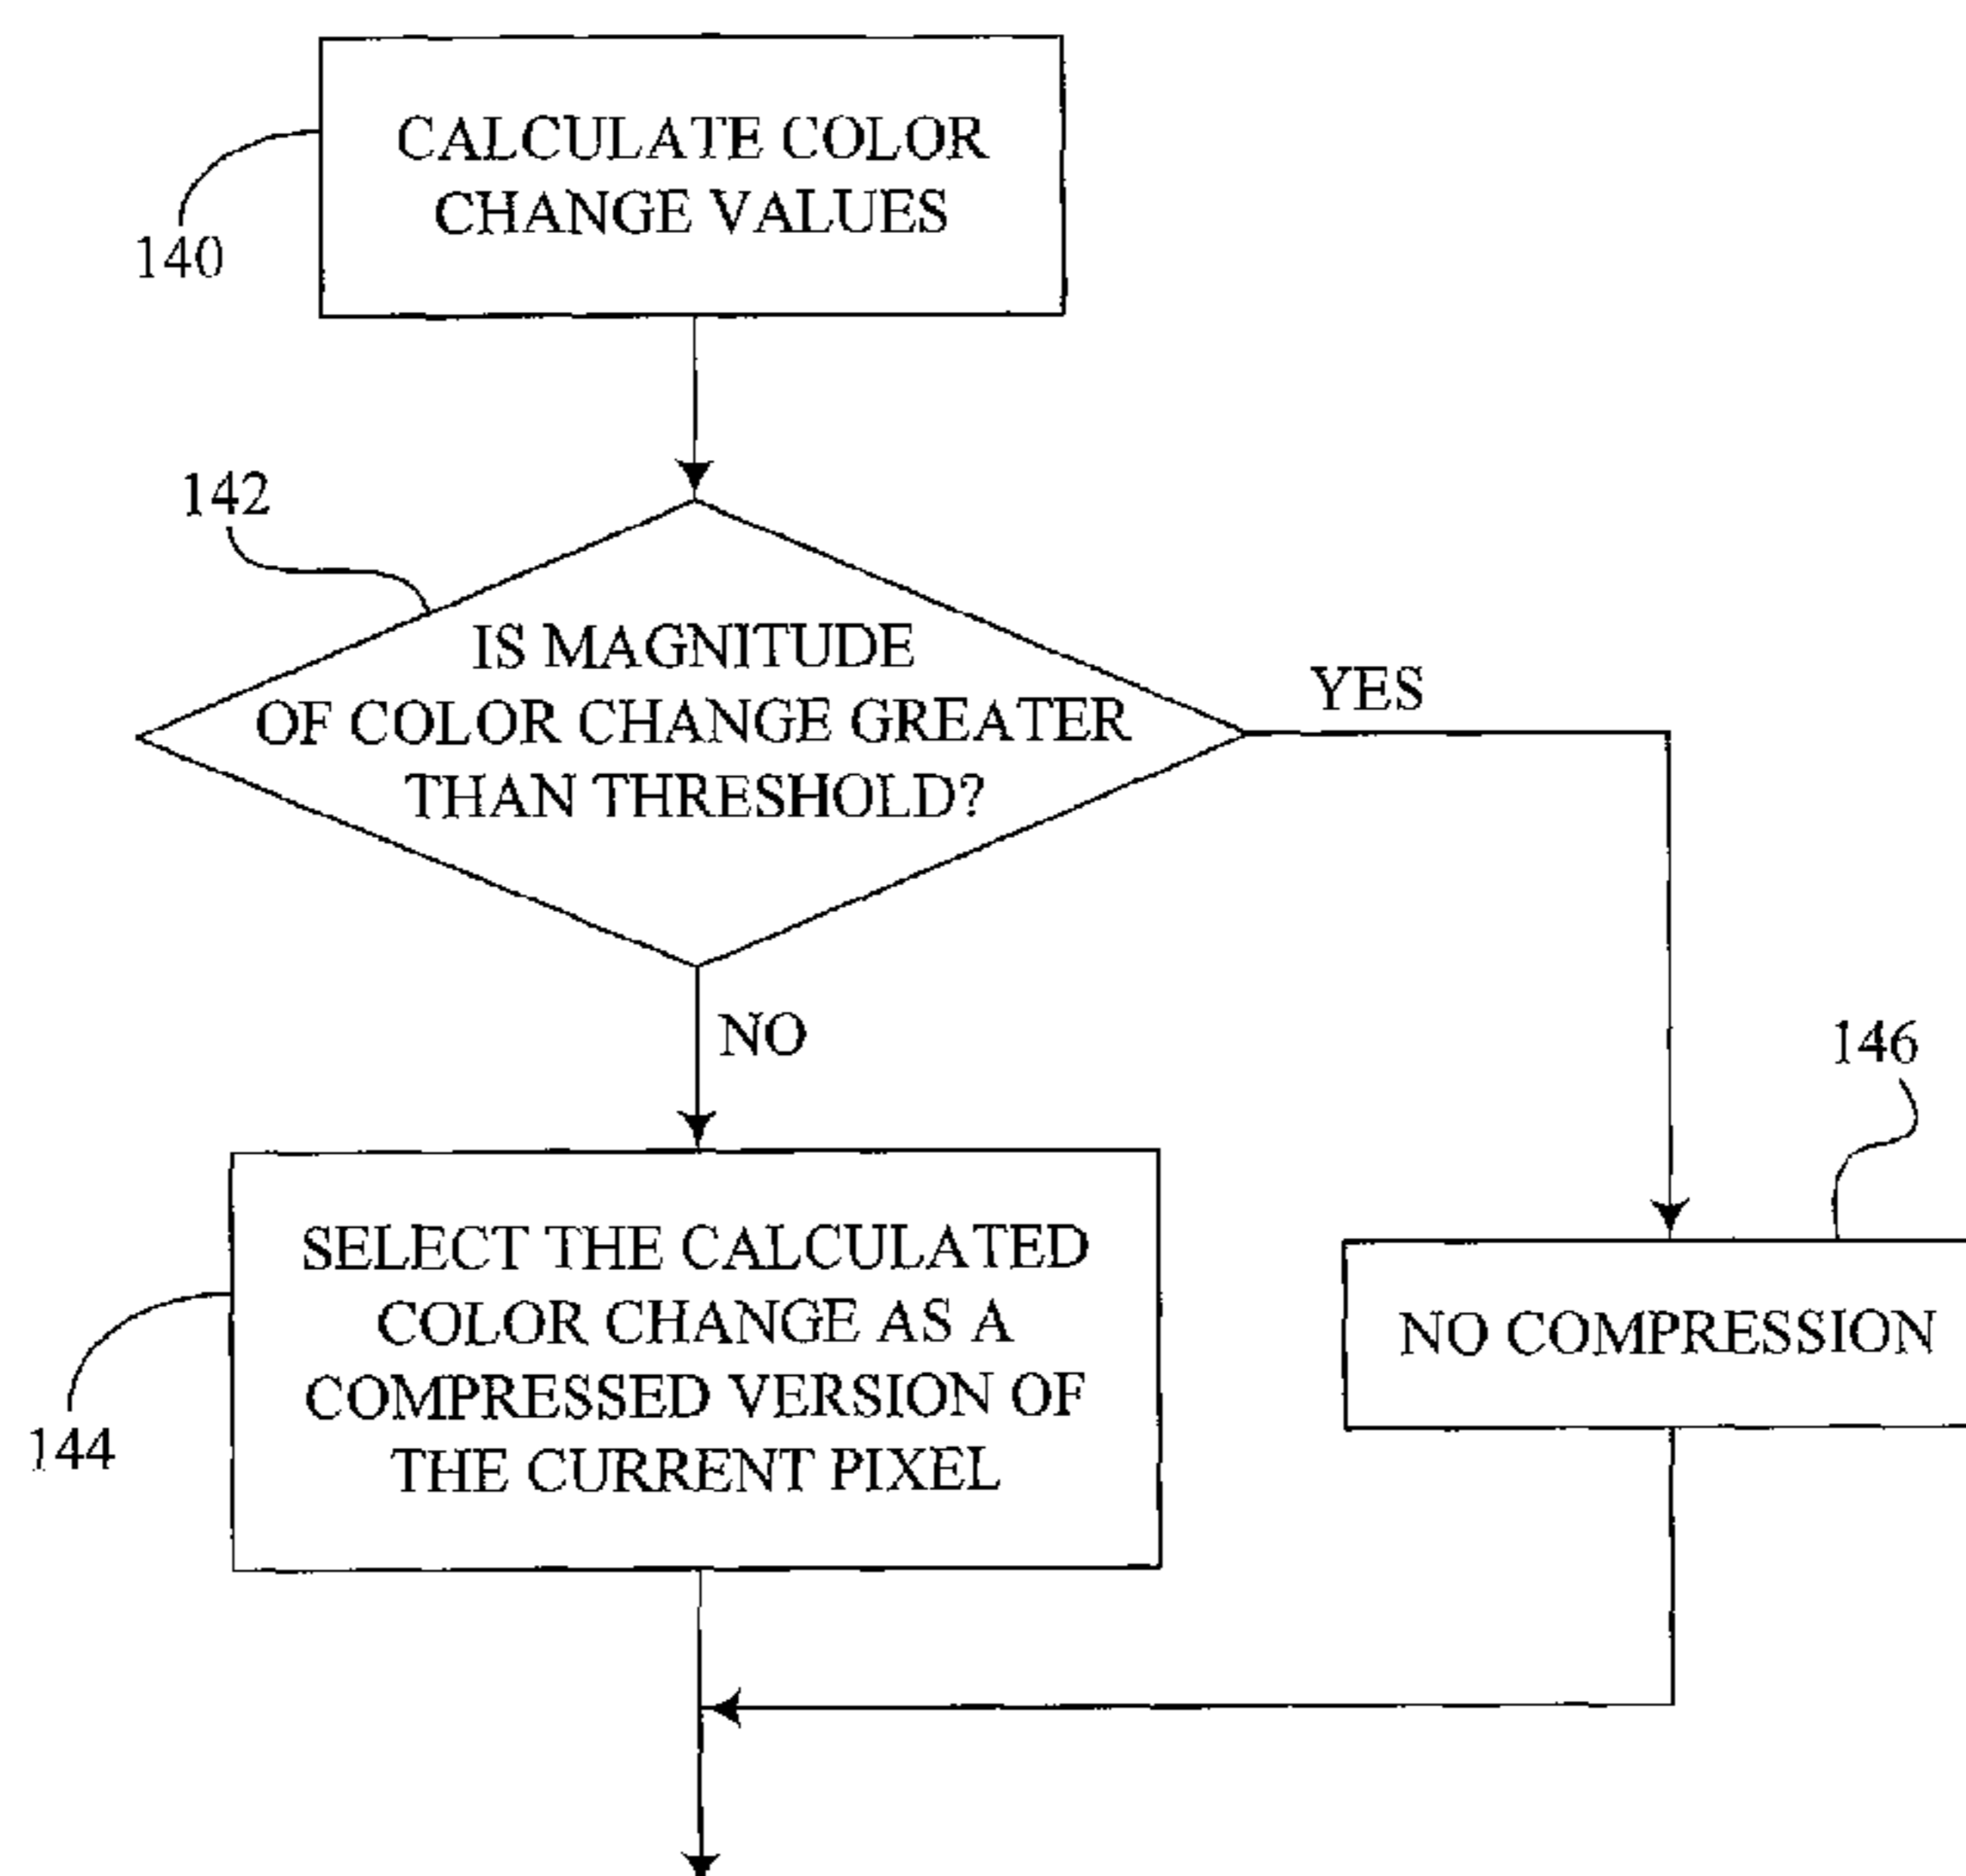 CALCULATE COLOR
CHANGE VALUES
140
142
IS MAGNITUDE
OF COLOR CHANGE GREATER
THAN THRESHOLD?
YES
NO
146
SELECT THE CALCULATED
COLOR CHANGE AS A
COMPRESSED VERSION OF
THE CURRENT PIXEL
NO COMPRESSION
144